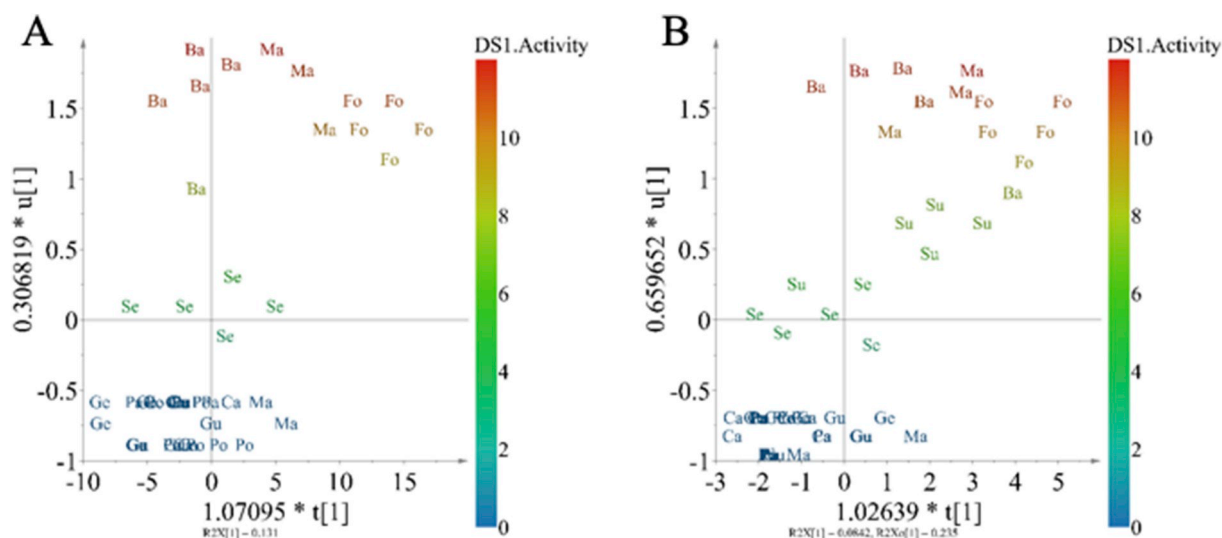 A
DS1.Activity
Ba Ma
Ba Ma
Ba
Ba Fo Fo
1.5
Ma Fo Fo
10
Fo
1
Ba
8
0.5
Se
6
Se Se Se
0
Se
4
-0.5
Ge Ca Ma
Ge Gu Ma
2
Gu Po Po
-1
0
-10 -5 0 5 10 15
0.306819 * u[1]
1.07095 * t[1]
R2X[1] - 0.131
B
DS1.Activity
Ba Ba Ma
Ba Ma
Ba Fo Fo
1.5
Ma Fo Fo
10
Fo
1
Ba
Su
8
Su Su
0.5
Su
Su Se
6
Se Se
0
Se
Sc
4
-0.5
Ca Gu Ge
Ca Gu Ma
2
Ma
-1
0
-3 -2 -1 0 1 2 3 4 5
0.659652 * u[1]
1.02639 * t[1]
R2X[1] - 0.0842, R2Xo[1] - 0.235